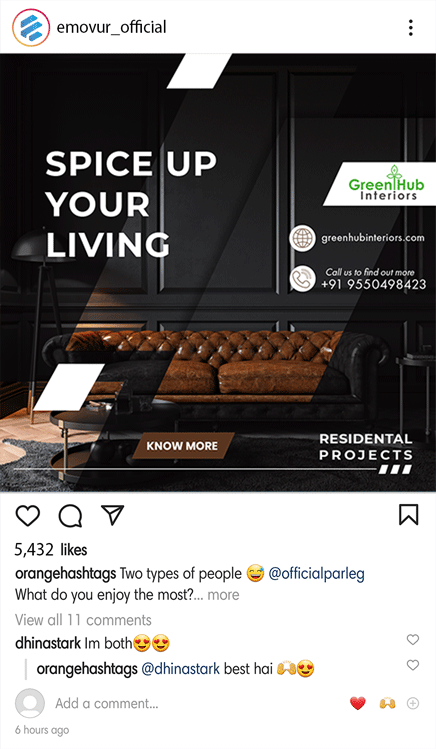 emovur_official
SPICE UP
YOUR
LIVING
GreenHub
Interiors
greenhubinteriors.com
Call us to find out more
+91 9550498423
KNOW MORE
RESIDENTAL
PROJECTS
5,432 likes
orangehashtags Two types of people 😅 @officialparleg
What do you enjoy the most?... more
View all 11 comments
dhinastark Im both😍😍
orangehashtags @dhinastark best hai 🙌😍
Add a comment...
6 hours ago